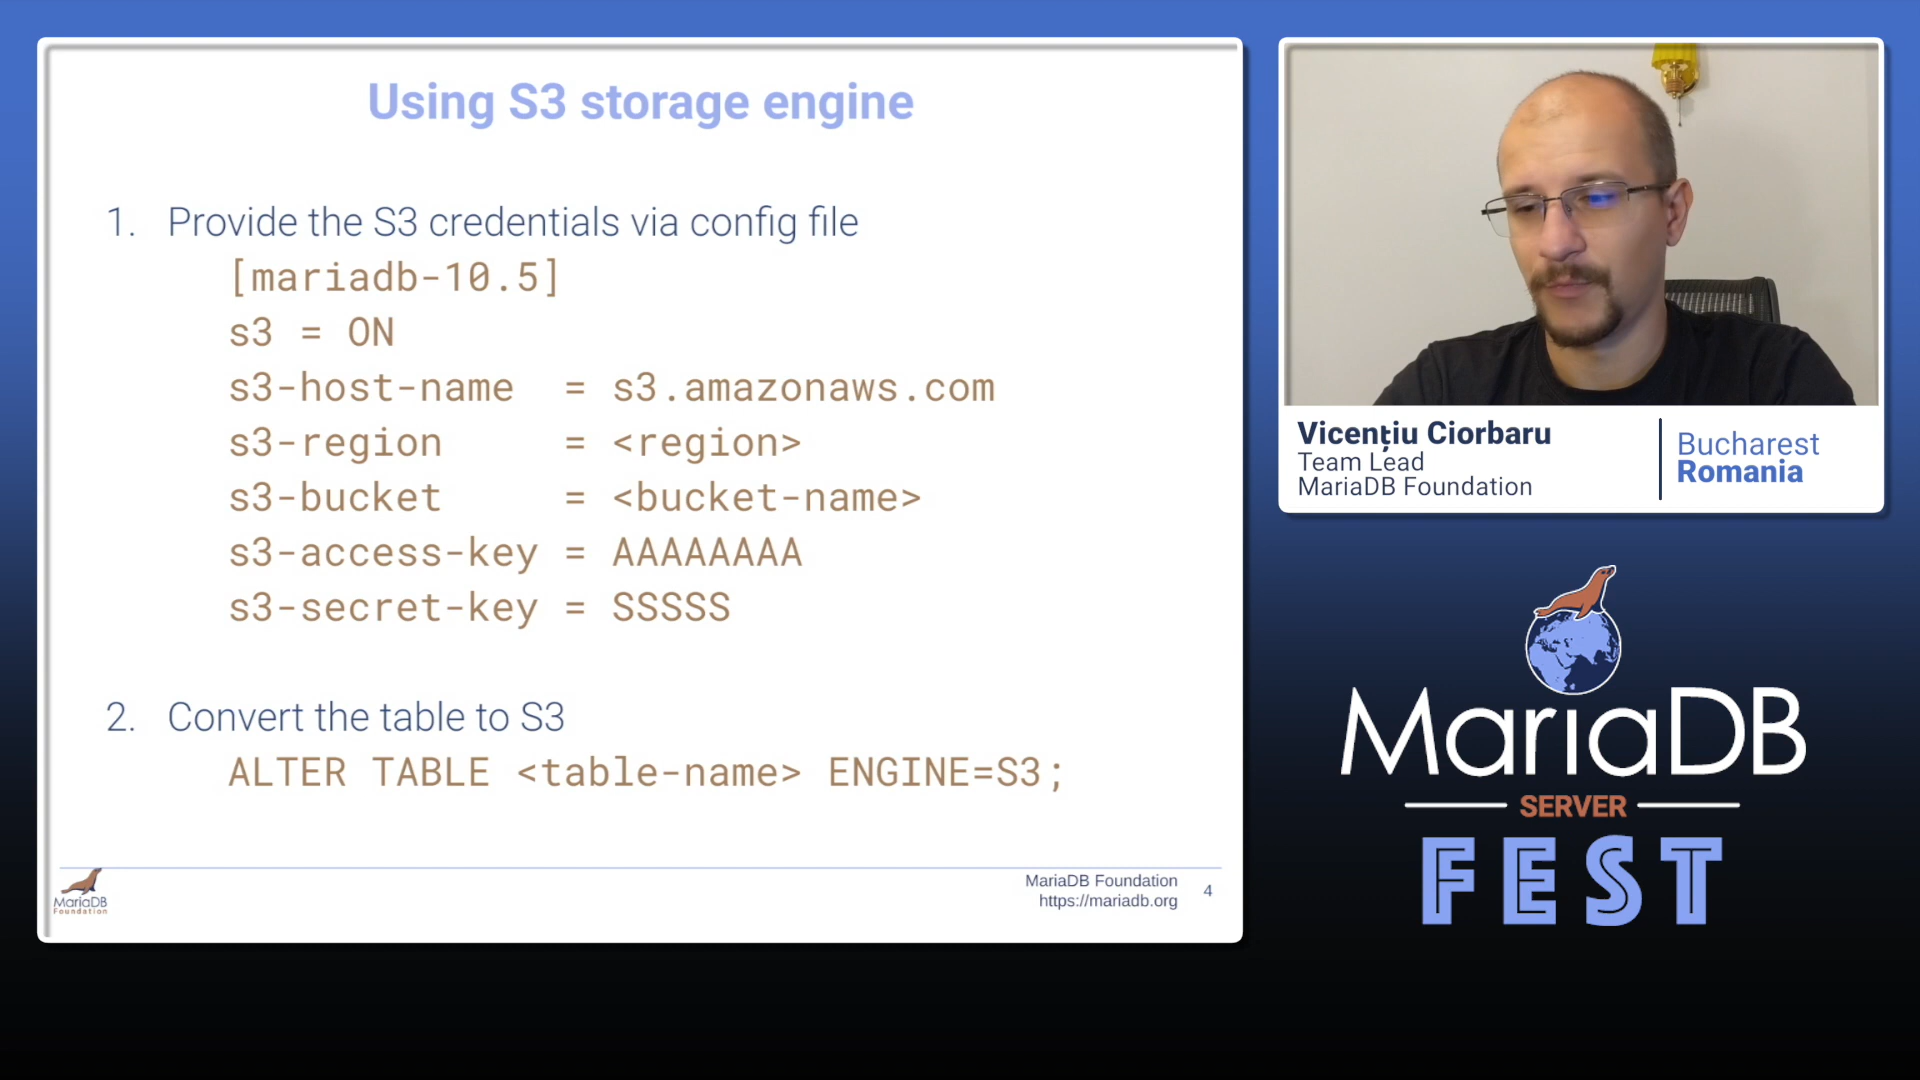 Using S3 storage engine
1. Provide the S3 credentials via config file
[mariadb-10.5]
s3 = ON
s3-host-name = s3.amazonaws.com
s3-region = <region>
s3-bucket = <bucket-name>
s3-access-key = AAAAAAAA
s3-secret-key = SSSSS
2. Convert the table to S3
ALTER TABLE <table-name> ENGINE=S3;
MariaDB
Foundation
MariaDB Foundation
https://mariadb.org
4
Vicențiu Ciorbaru
Team Lead
MariaDB Foundation
Bucharest
Romania
MariaDB
SERVER
FEST